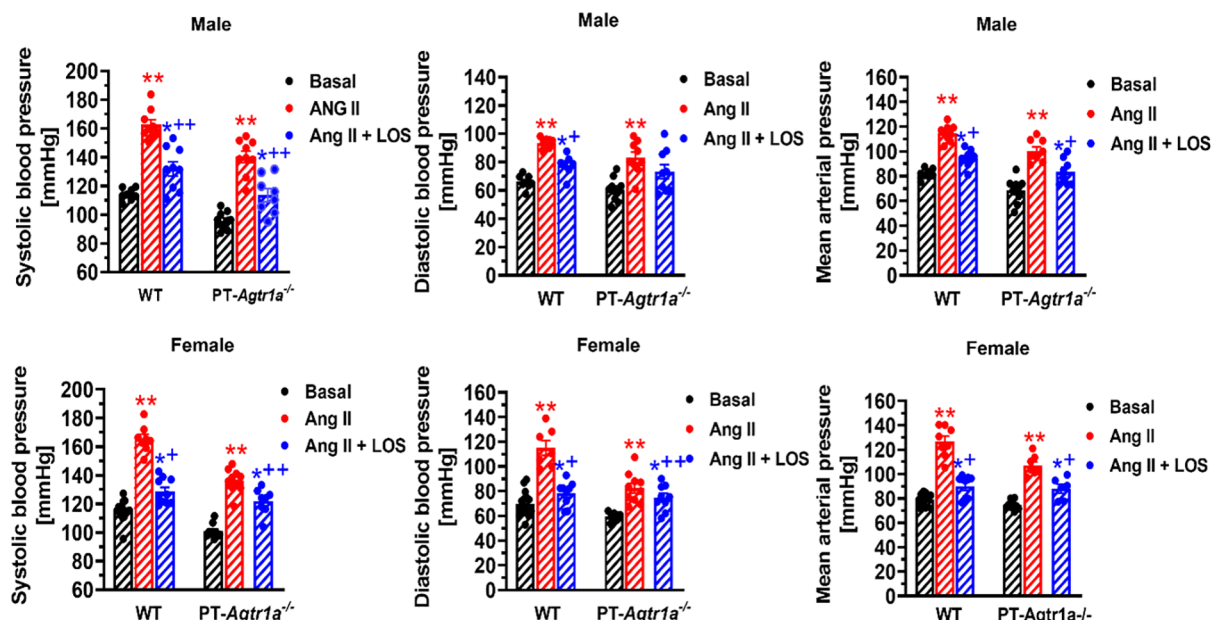 Male
Systolic blood pressure
[mmHg]
200
180
160
140
120
100
80
60
**
*++
**
*++
WT
PT-Agtr1a-/-
Basal
ANG II
Ang II + LOS
Male
Diastolic blood pressure
[mmHg]
140
120
100
80
60
40
20
0
**
*+
**
WT
PT-Agtr1a-/-
Basal
Ang II
Ang II + LOS
Male
Mean arterial pressure
[mmHg]
160
140
120
100
80
60
40
20
0
**
*+
**
*+
WT
PT-Agtr1a-/-
Basal
Ang II
Ang II + LOS
Female
Systolic blood pressure
[mmHg]
200
180
160
140
120
100
80
60
**
*+
**
*++
WT
PT-Agtr1a-/-
Basal
Ang II
Ang II + LOS
Female
Diastolic blood pressure
[mmHg]
160
140
120
100
80
60
40
20
0
**
*+
**
*++
WT
PT-Agtr1a-/-
Basal
Ang II
Ang II + LOS
Female
Mean arterial pressure
[mmHg]
160
140
120
100
80
60
40
20
0
**
*+
**
*+
WT
PT-Agtr1a-/-
Basal
Ang II
Ang II + LOS